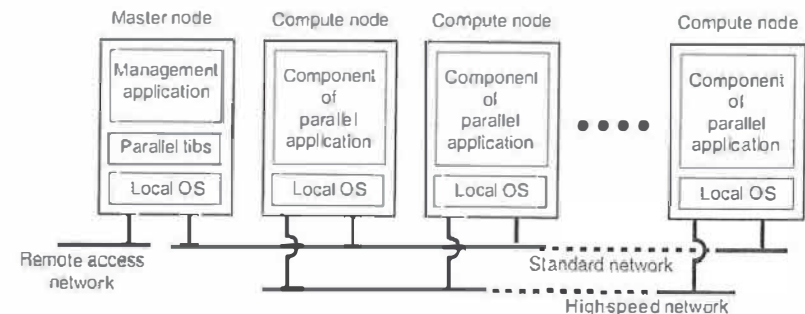 Master node
Compute node
Compute node
Compute node
Management
application
Parallel libs
Local OS
Component
of
parallel
application
Local OS
Component
of
parallel
application
Local OS
Component
of
parallel
application
Local OS
Remote access
network
Standard network
High-speed network